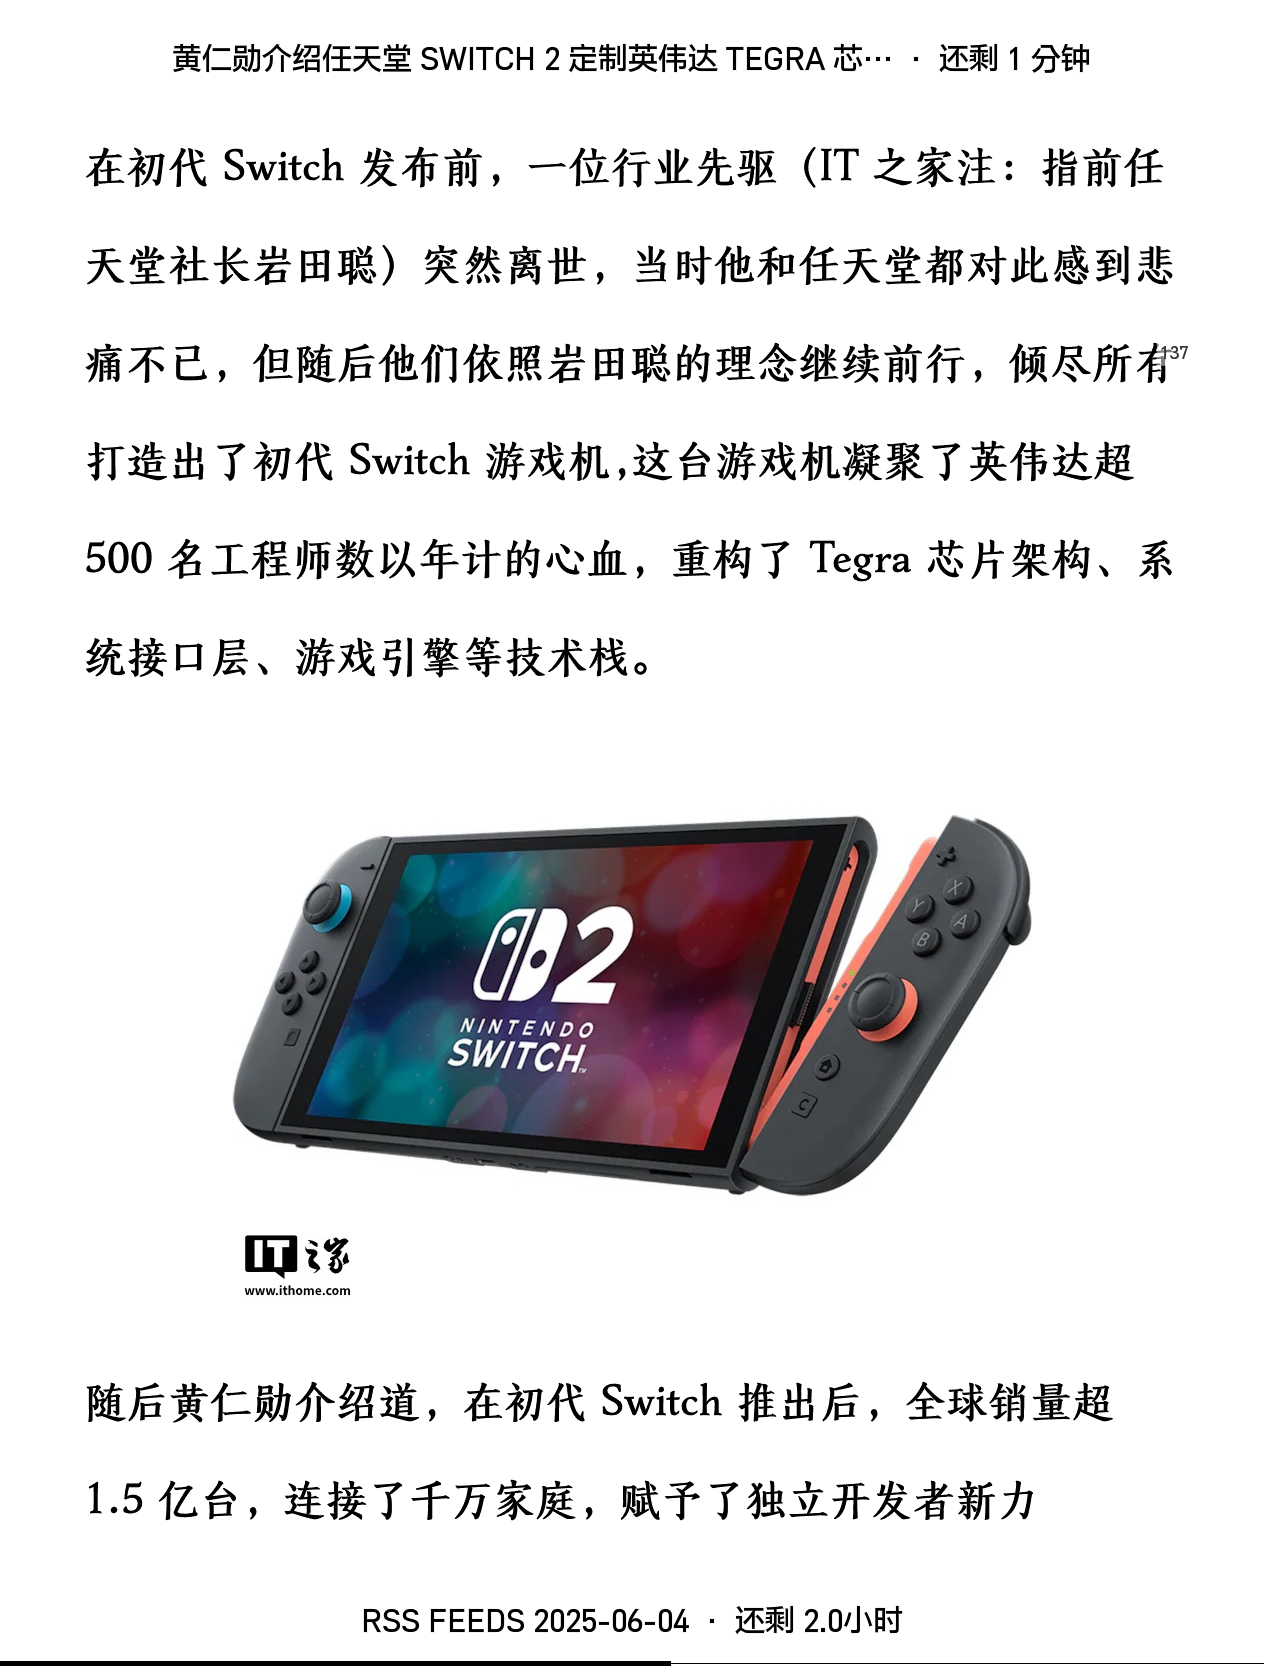 黄仁勋介绍任天堂 SWITCH 2 定制英伟达 TEGRA 芯… · 还剩 1 分钟
在初代 Switch 发布前，一位行业先驱（IT 之家注：指前任
天堂社长岩田聪）突然离世，当时他和任天堂都对此感到悲
痛不已，但随后他们依照岩田聪的理念继续前行，倾尽所有
137
打造出了初代 Switch 游戏机,这台游戏机凝聚了英伟达超
500 名工程师数以年计的心血，重构了 Tegra 芯片架构、系
统接口层、游戏引擎等技术栈。
X
Y
A
B
2
NINTENDO
SWITCH™
C
IT之家
www.ithome.com
随后黄仁勋介绍道，在初代 Switch 推出后，全球销量超
1.5 亿台，连接了千万家庭，赋予了独立开发者新力
RSS FEEDS 2025-06-04 · 还剩 2.0小时